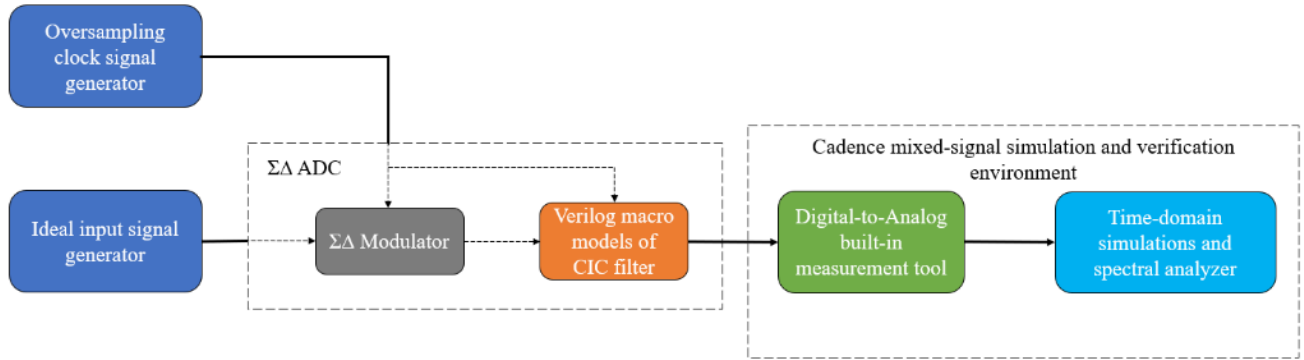 Oversampling
clock signal
generator
ΣΔ ADC
Cadence mixed-signal simulation and verification
environment
Ideal input signal
generator
ΣΔ Modulator
Verilog macro
models of
CIC filter
Digital-to-Analog
built-in
measurement tool
Time-domain
simulations and
spectral analyzer